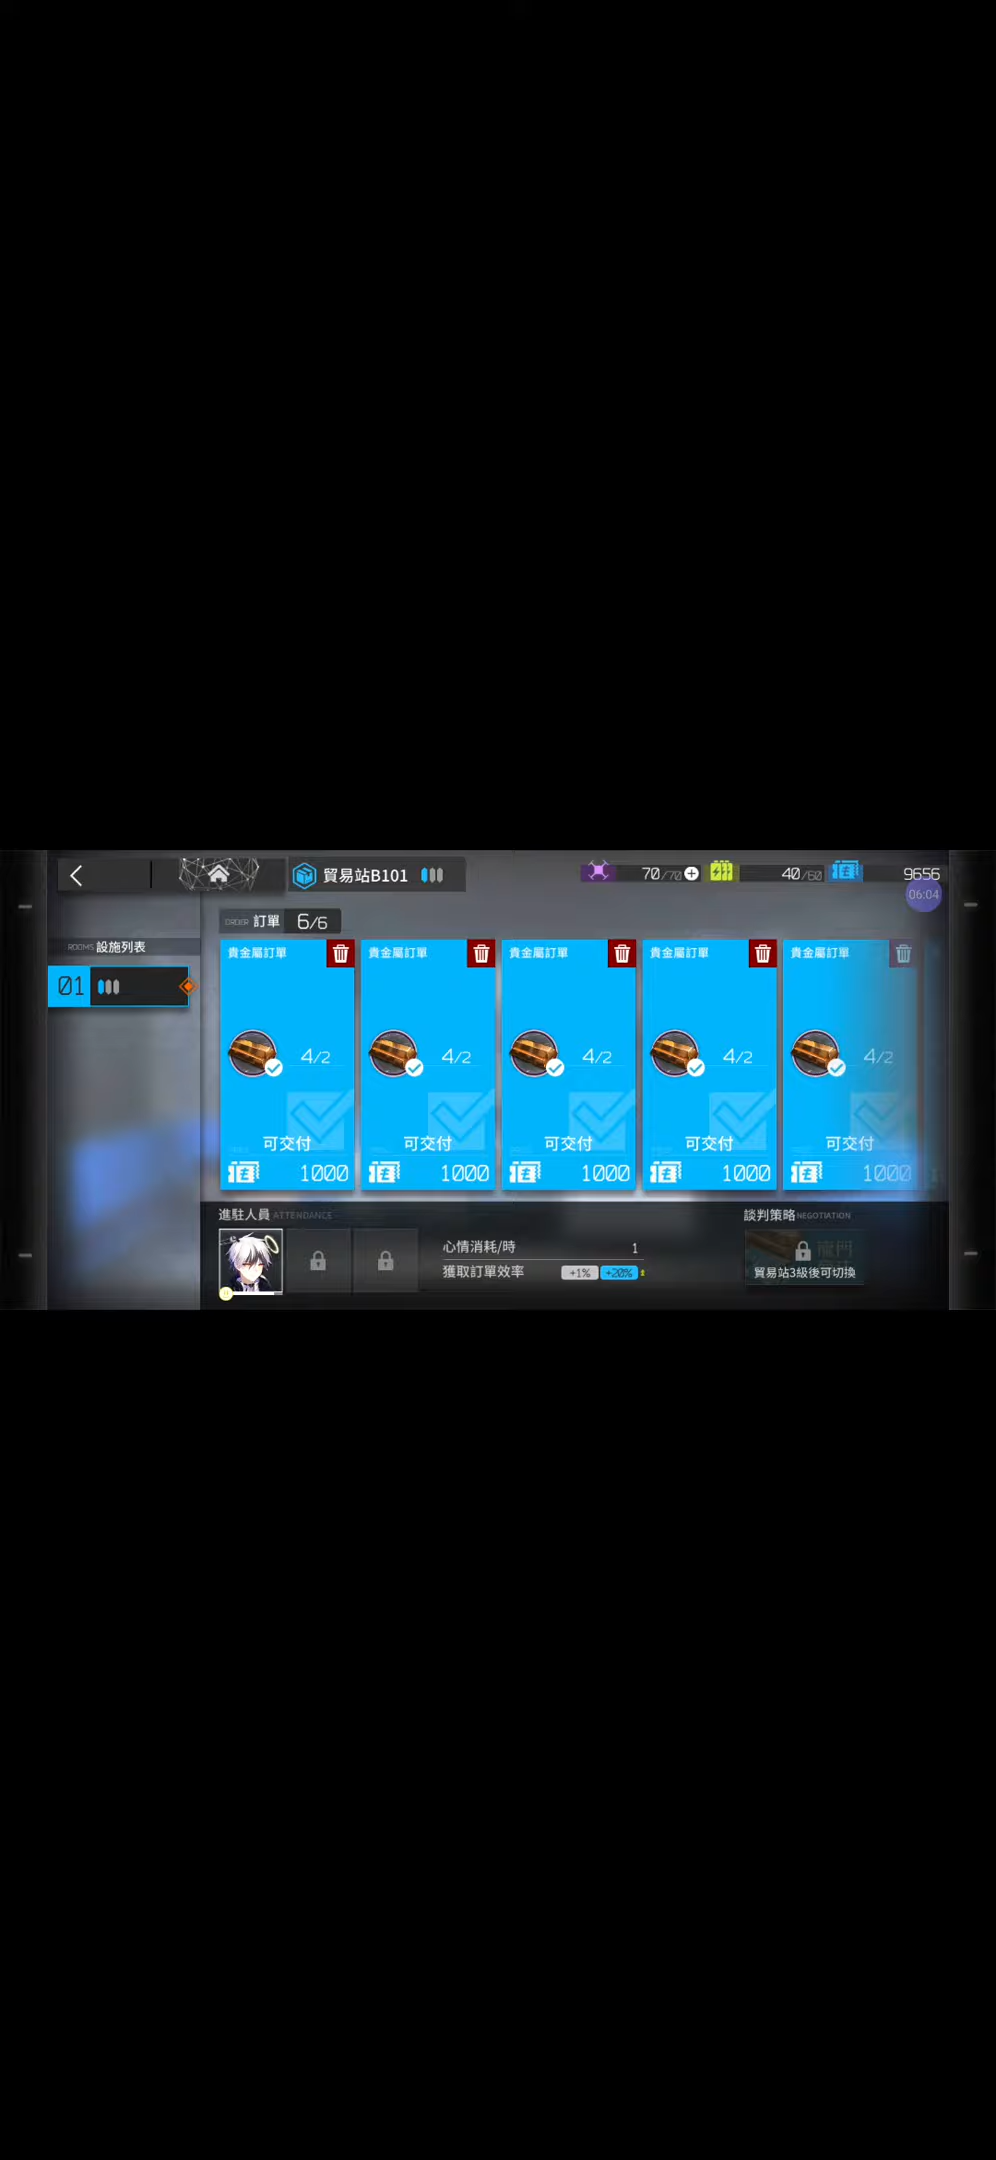 貿易站B101
70/70
40/60
9656
06:04
ORDER 訂單 6/6
ROOMS 設施列表
01
貴金屬訂單
4/2
可交付
1000
貴金屬訂單
4/2
可交付
1000
貴金屬訂單
4/2
可交付
1000
貴金屬訂單
4/2
可交付
1000
貴金屬訂單
4/2
可交付
1000
進駐人員 ATTENDANCE
心情消耗/時 1
獲取訂單效率 +1% +20%
談判策略 NEGOTIATION
龍門
貿易站3級後可切換